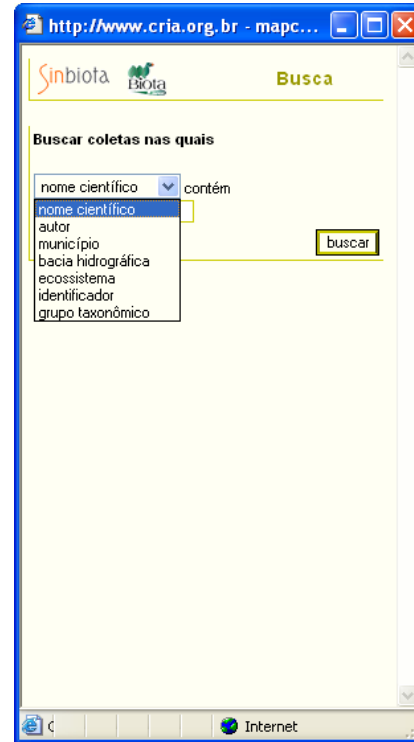 http://www.cria.org.br - mapc...
Sinbiota Biota Busca
Buscar coletas nas quais
nome científico contém
nome científico
autor
município
buscar
bacia hidrográfica
ecossistema
identificador
grupo taxonômico
Internet